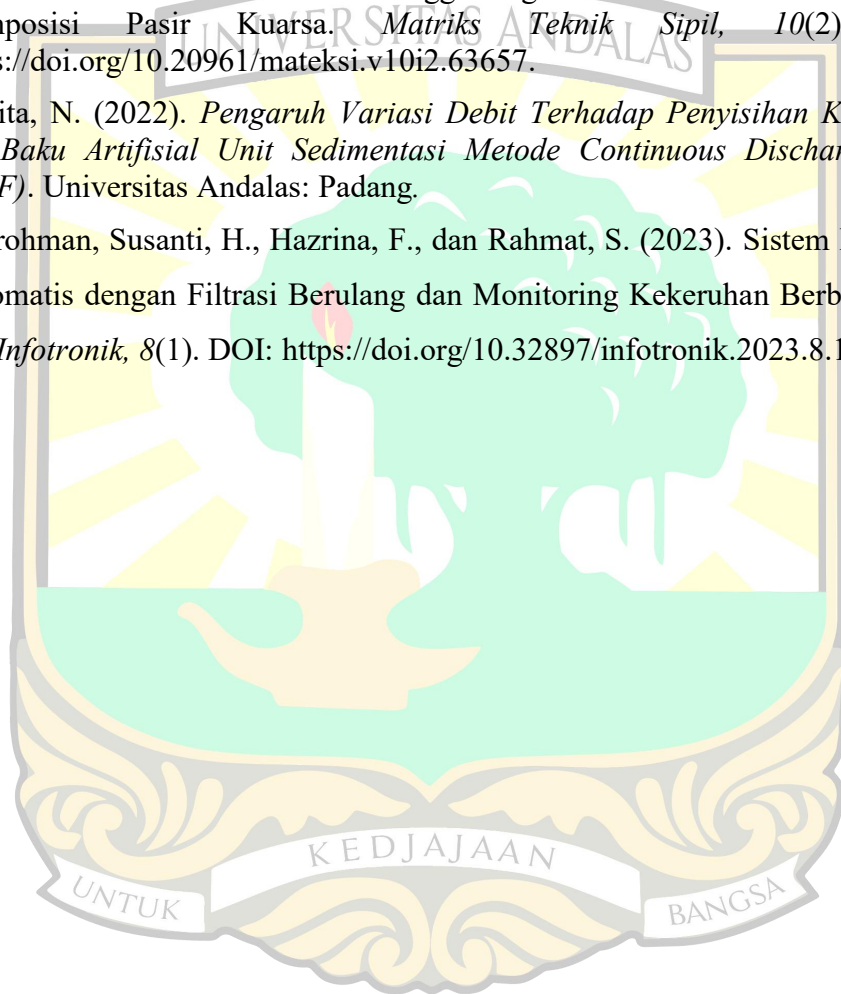 nposisi Pasir Kuarsa. Matriks Teknik Sipil, 10(2)
s://doi.org/10.20961/mateksi.v10i2.63657.
ita, N. (2022). Pengaruh Variasi Debit Terhadap Penyisihan K
Baku Artifisial Unit Sedimentasi Metode Continuous Dischar
F). Universitas Andalas: Padang.
rohman, Susanti, H., Hazrina, F., dan Rahmat, S. (2023). Sistem
omatis dengan Filtrasi Berulang dan Monitoring Kekeruhan Berb
Infotronik, 8(1). DOI: https://doi.org/10.32897/infotronik.2023.8.1
UNIVERSITAS ANDALAS
KEDJAJAAN
UNTUK
BANGSA